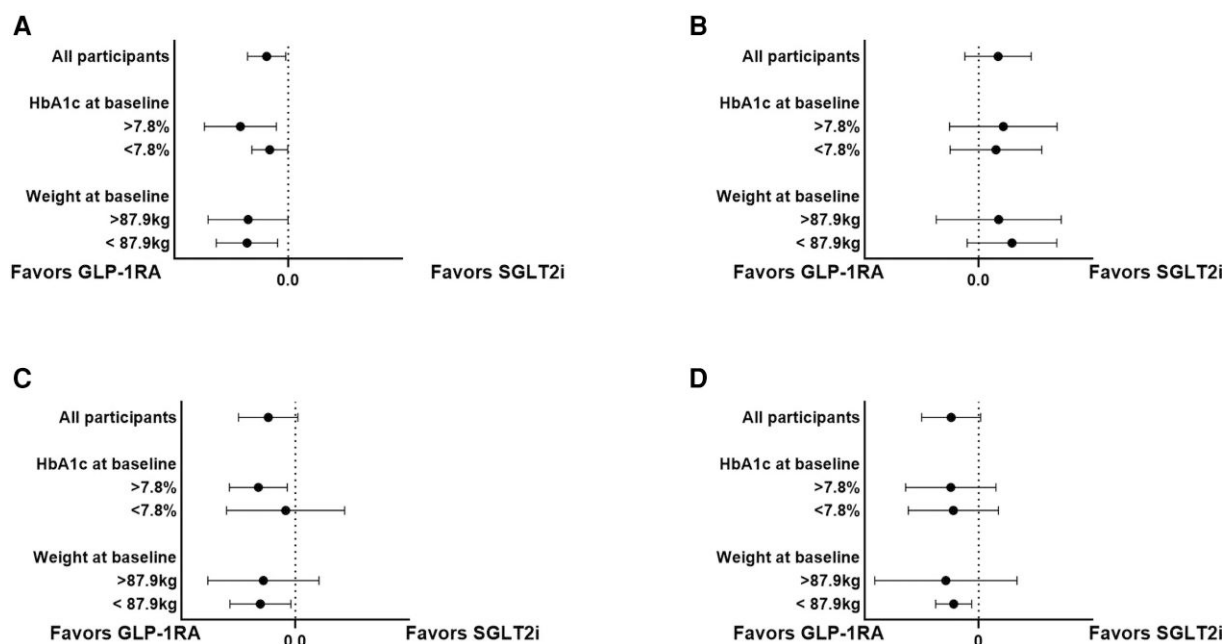 A
All participants
HbA1c at baseline
>7.8%
<7.8%
Weight at baseline
>87.9kg
< 87.9kg
Favors GLP-1RA
0.0
Favors SGLT2i
B
All participants
HbA1c at baseline
>7.8%
<7.8%
Weight at baseline
>87.9kg
< 87.9kg
Favors GLP-1RA
0.0
Favors SGLT2i
C
All participants
HbA1c at baseline
>7.8%
<7.8%
Weight at baseline
>87.9kg
< 87.9kg
Favors GLP-1RA
0.0
Favors SGLT2i
D
All participants
HbA1c at baseline
>7.8%
<7.8%
Weight at baseline
>87.9kg
< 87.9kg
Favors GLP-1RA
0
Favors SGLT2i